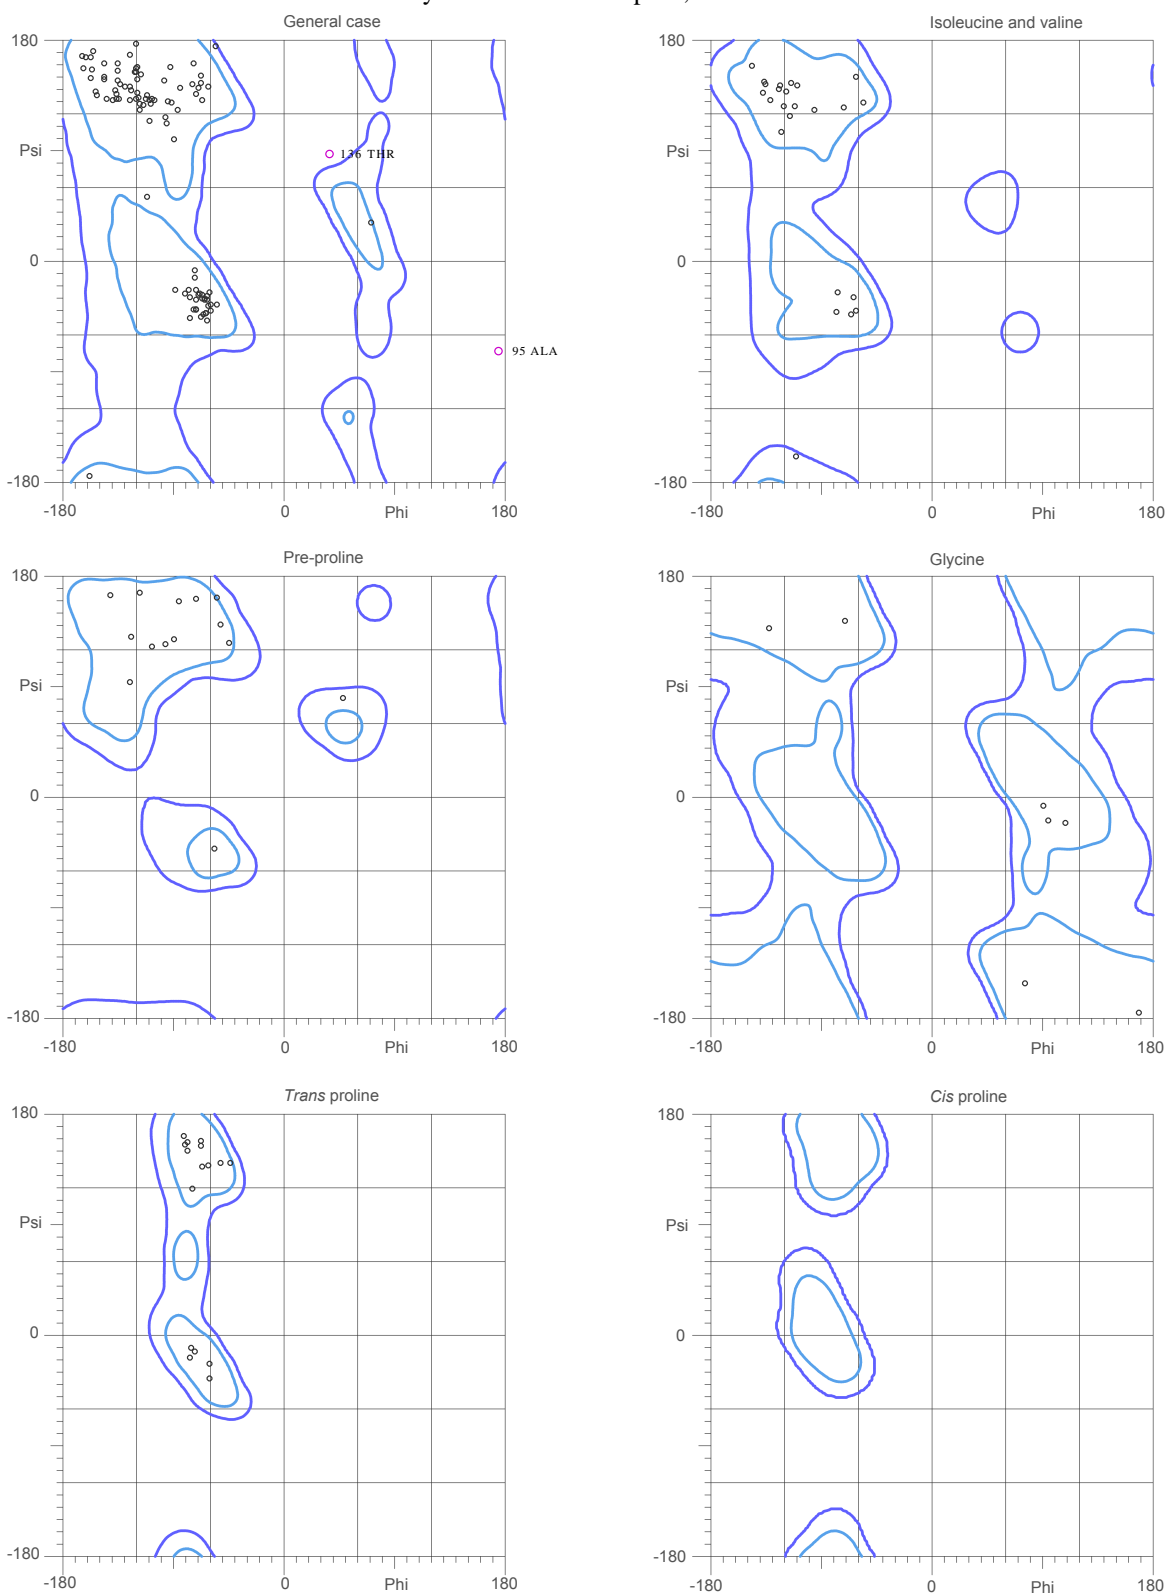 General case
Isoleucine and valine
180
180
Psi
Psi
136 THR
0
0
95 ALA
-180
-180
-180
0
Phi
180
-180
0
Phi
180
Pre-proline
Glycine
180
180
Psi
Psi
0
0
-180
-180
-180
0
Phi
180
-180
0
Phi
180
Trans proline
Cis proline
180
180
Psi
Psi
0
0
-180
-180
-180
0
Phi
180
-180
0
Phi
180